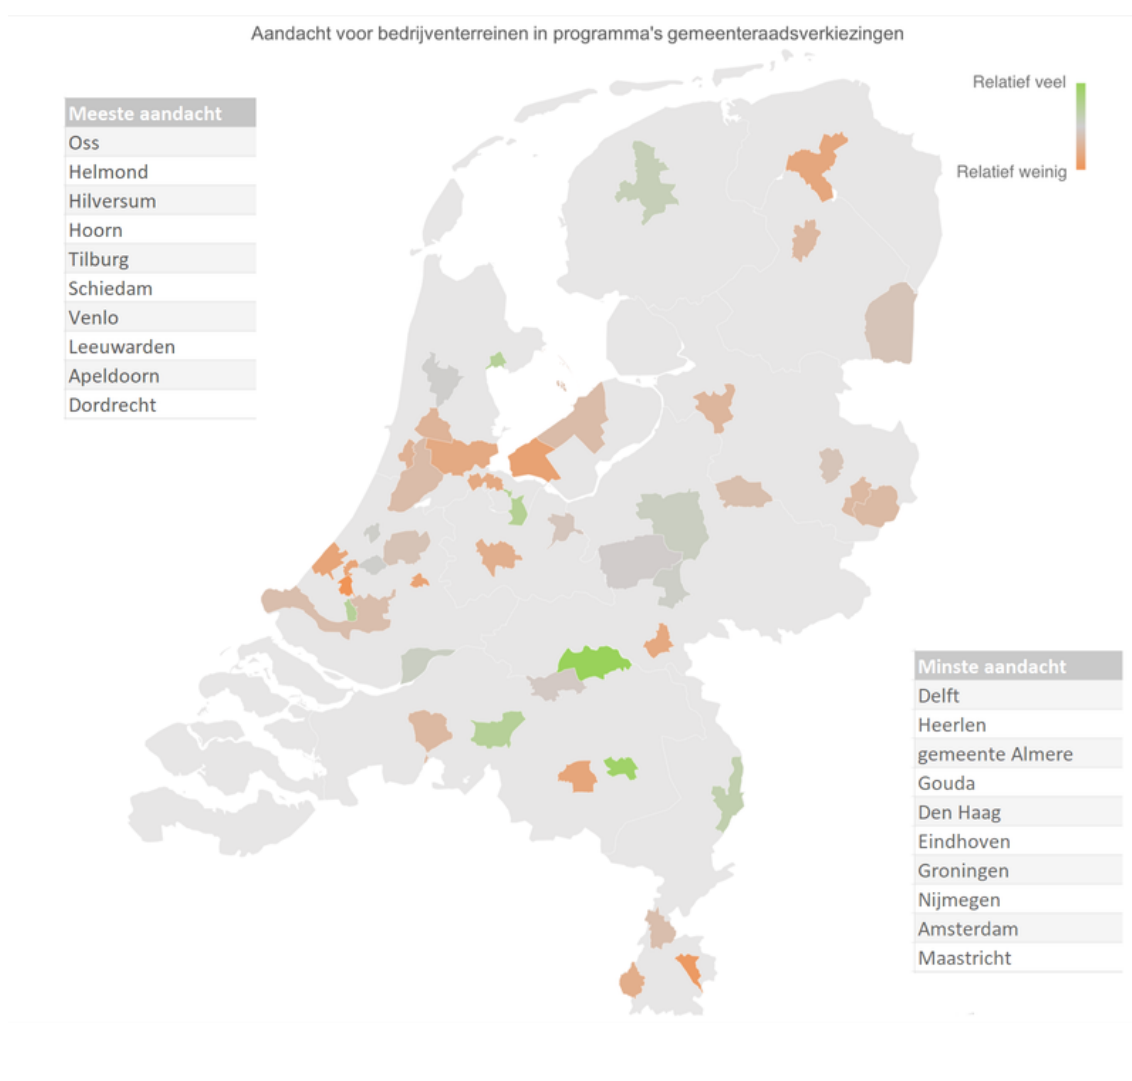 Aandacht voor bedrijventerreinen in programma's gemeenteraadsverkiezingen
Relatief veel
Relatief weinig
Meeste aandacht
Oss
Helmond
Hilversum
Hoorn
Tilburg
Schiedam
Venlo
Leeuwarden
Apeldoorn
Dordrecht
Minste aandacht
Delft
Heerlen
gemeente Almere
Gouda
Den Haag
Eindhoven
Groningen
Nijmegen
Amsterdam
Maastricht